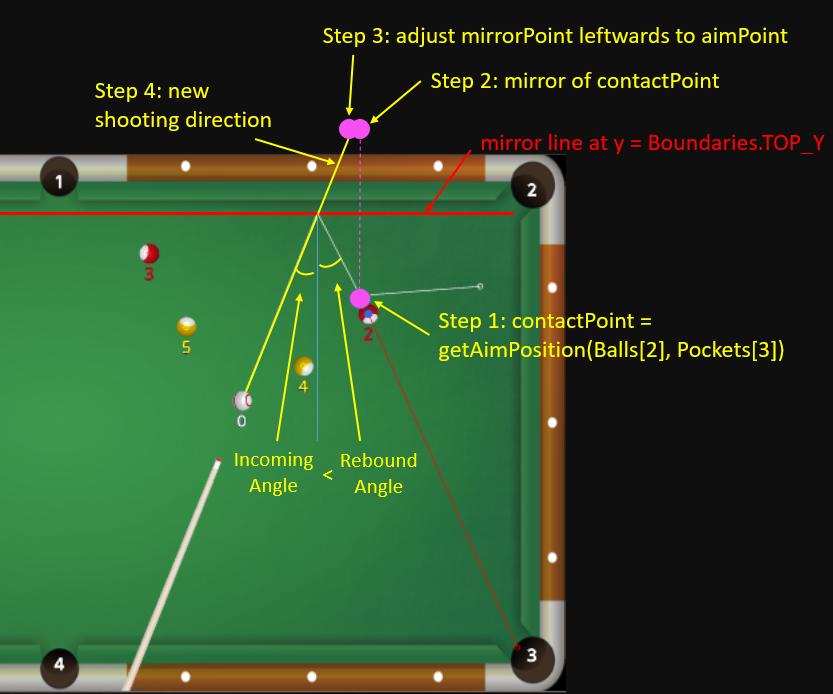 Step 3: adjust mirrorPoint leftwards to aimPoint
Step 2: mirror of contactPoint
Step 4: new
shooting direction
mirror line at y = Boundaries.TOP_Y
1
2
3
5
2
Step 1: contactPoint =
getAimPosition(Balls[2], Pockets[3])
4
0
Incoming
Angle
<
Rebound
Angle
4
3